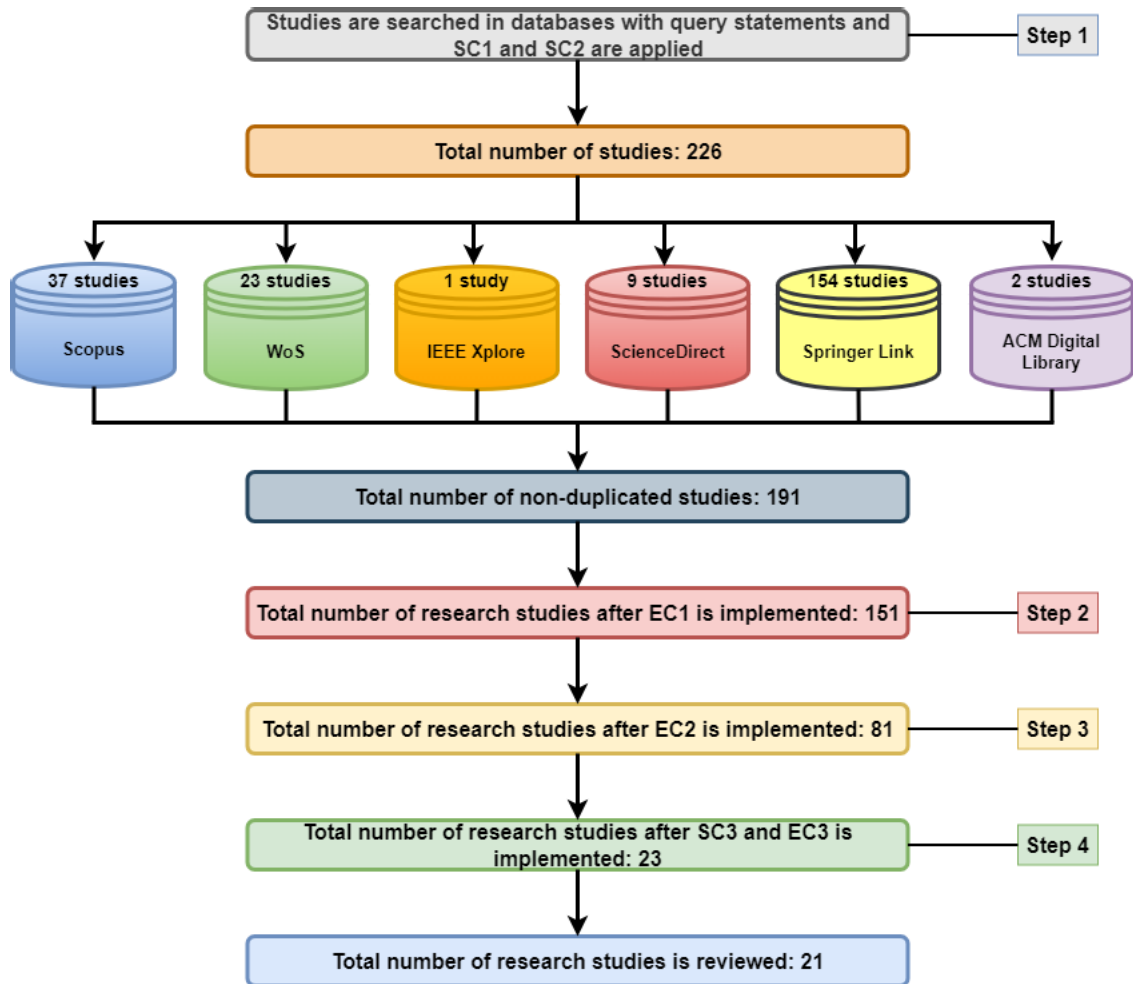 Studies are searched in databases with query statements and
SC1 and SC2 are applied
Step 1
Total number of studies: 226
37 studies
23 studies
1 study
9 studies
154 studies
2 studies
Scopus
WoS
IEEE Xplore
ScienceDirect
Springer Link
ACM Digital
Library
Total number of non-duplicated studies: 191
Total number of research studies after EC1 is implemented: 151
Step 2
Total number of research studies after EC2 is implemented: 81
Step 3
Total number of research studies after SC3 and EC3 is
implemented: 23
Step 4
Total number of research studies is reviewed: 21